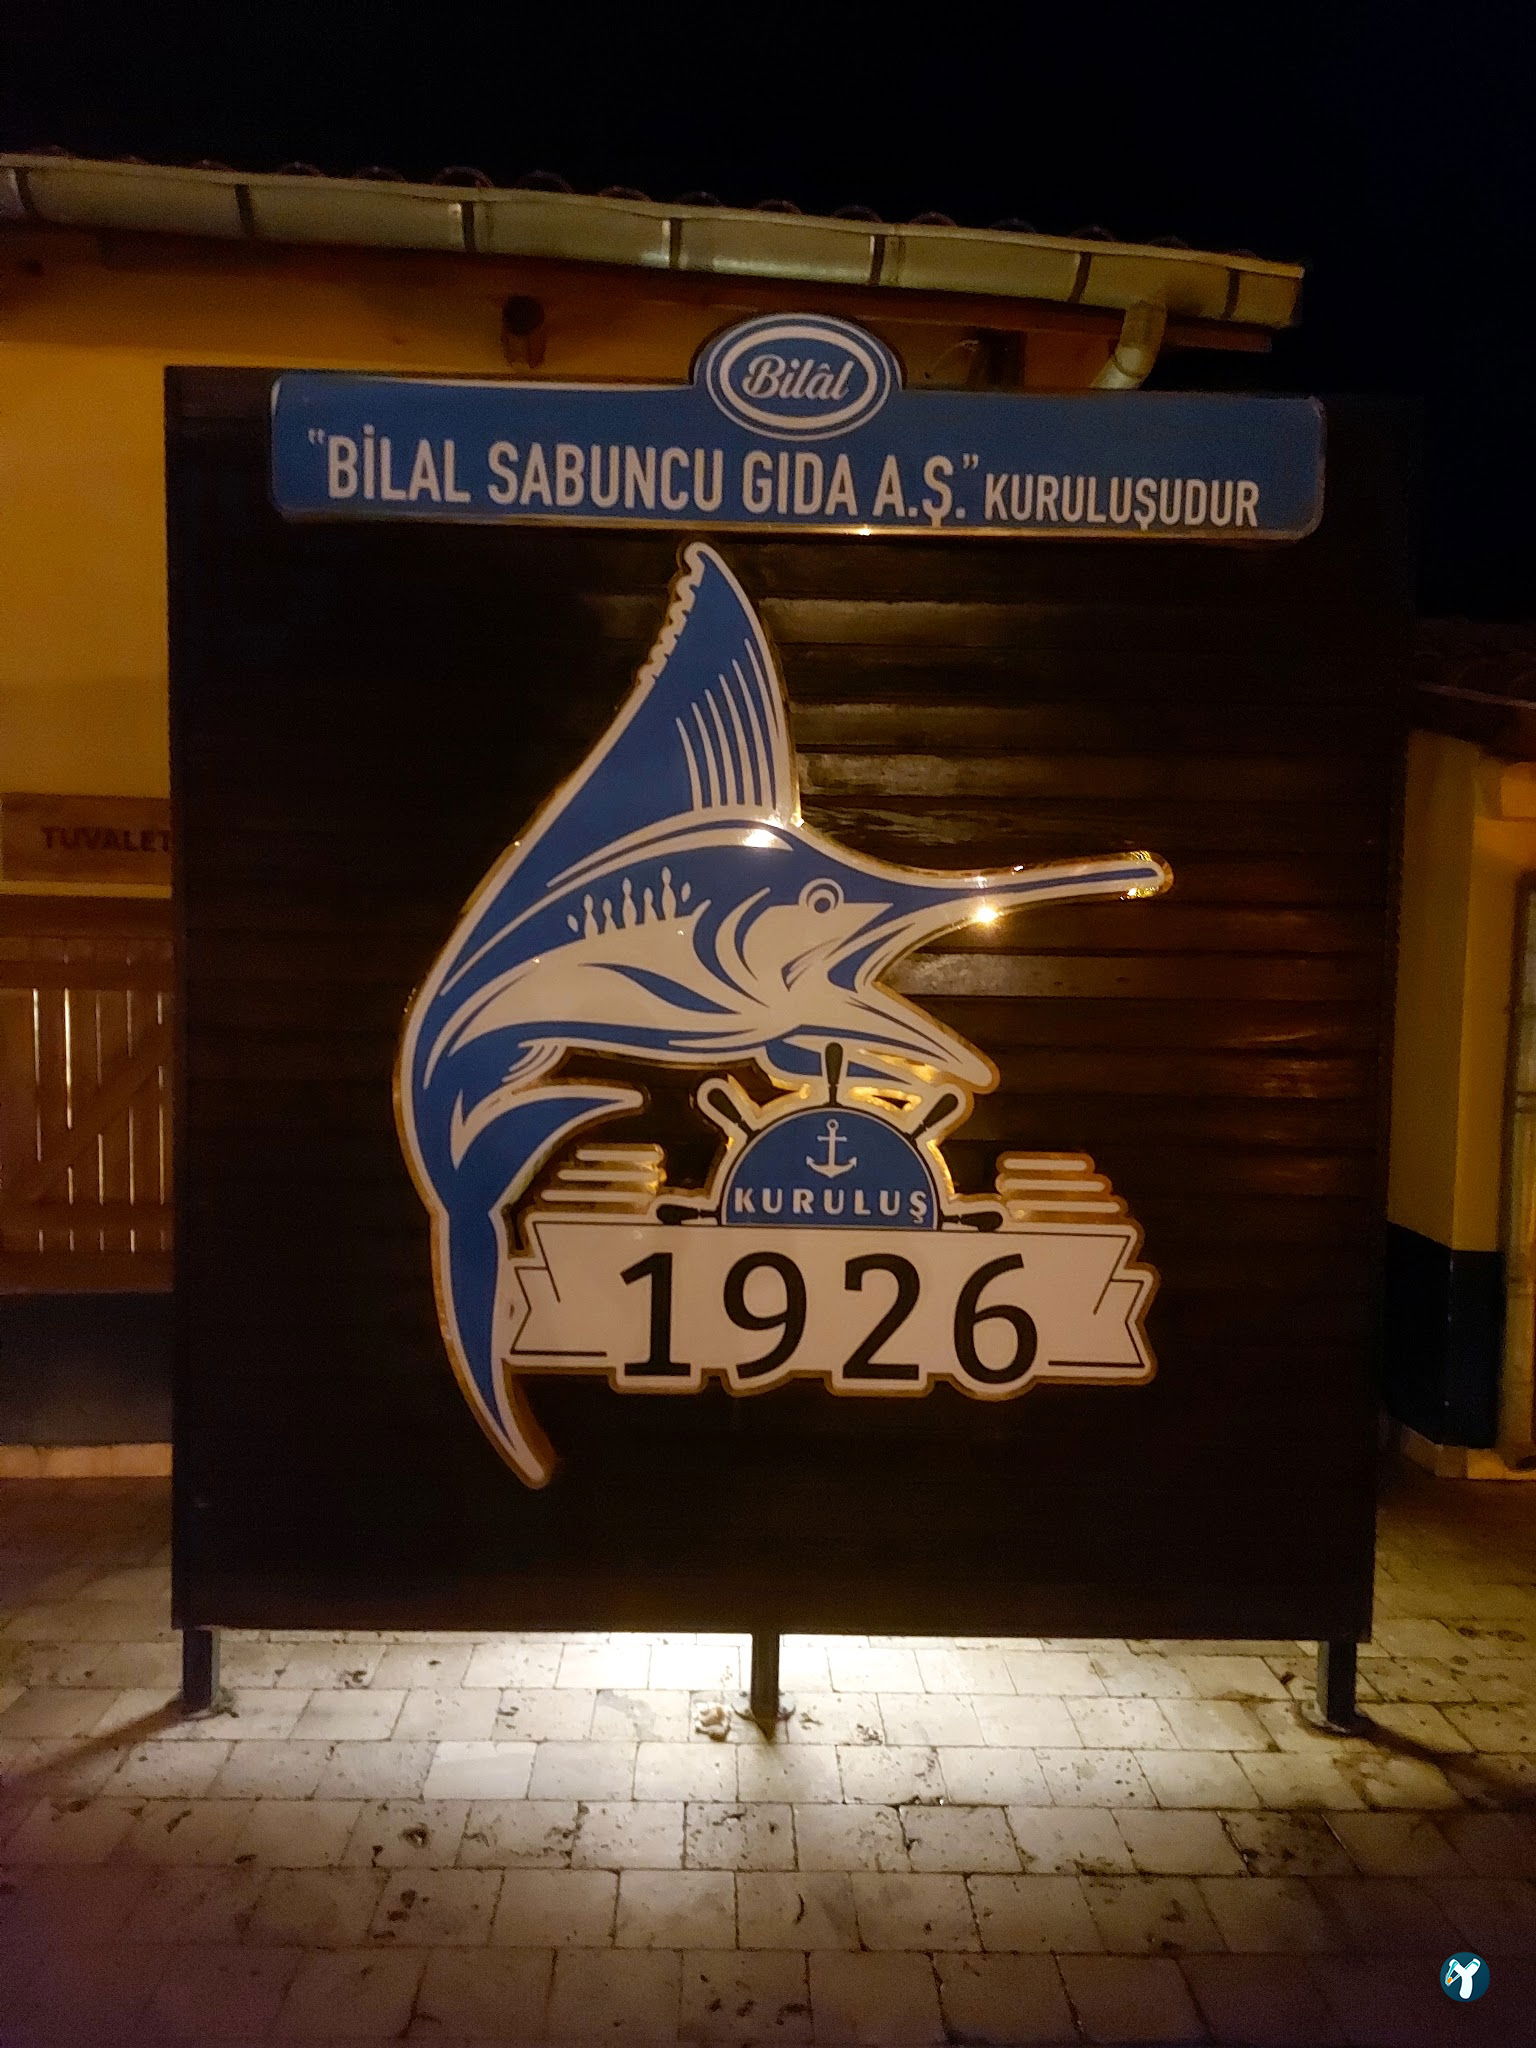 Bilâl
"BİLAL SABUNCU GIDA A.Ş." KURULUŞUDUR
TUVALET
KURULUŞ
1926